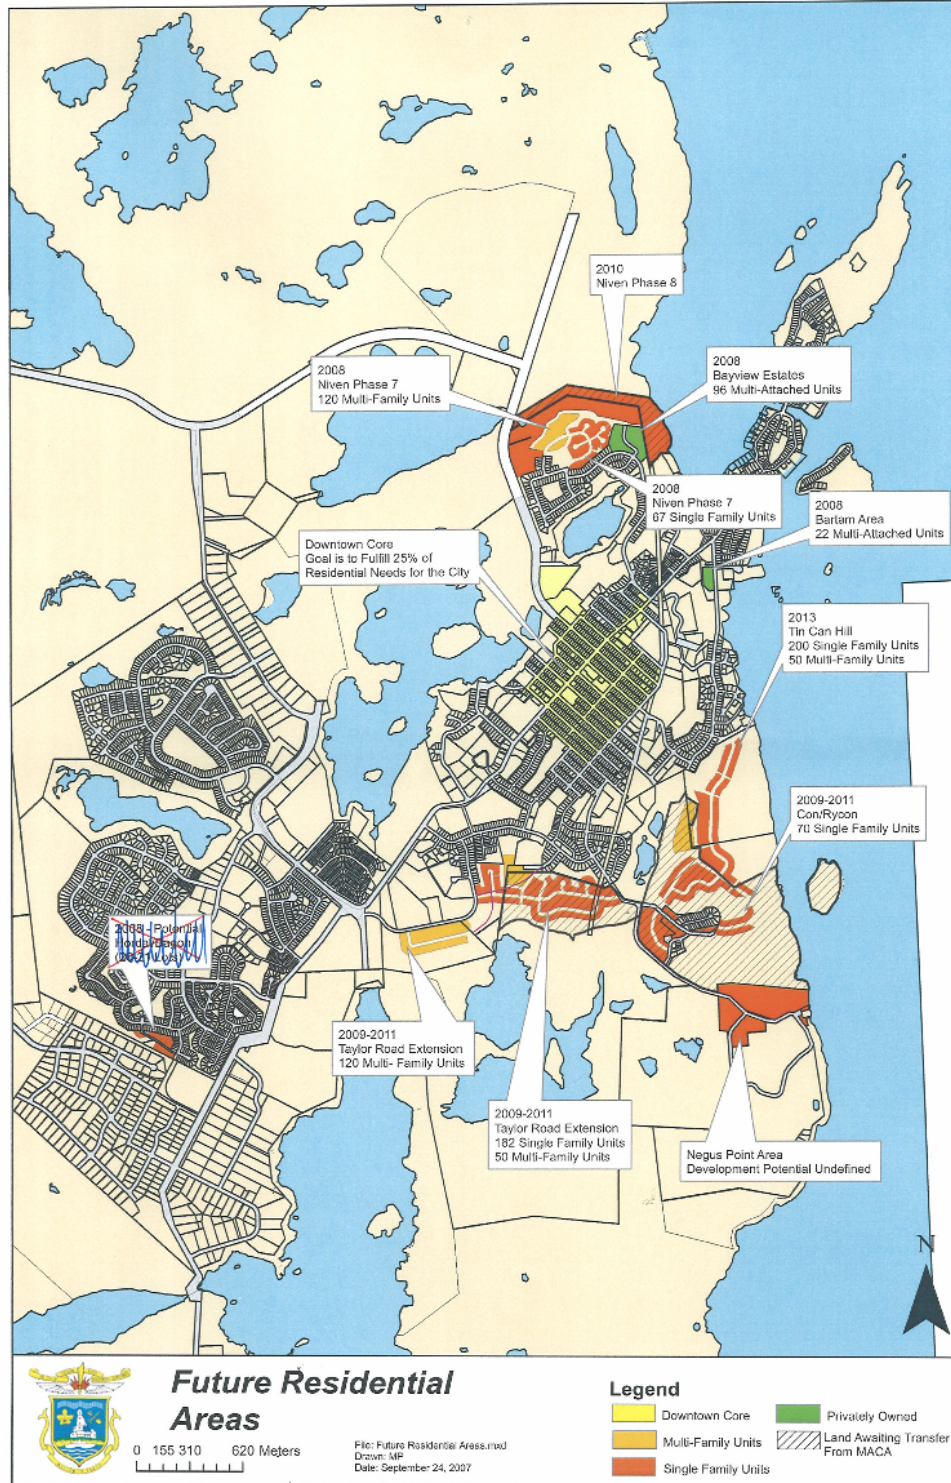 2010
Niven Phase 8
2008
Niven Phase 7
120 Multi-Family Units
2008
Bayview Estates
96 Multi-Attached Units
2008
Niven Phase 7
67 Single Family Units
2008
Bartam Area
22 Multi-Attached Units
Downtown Core
Goal is to Fulfill 25% of
Residential Needs for the City
2013
Tin Can Hill
200 Single Family Units
50 Multi-Family Units
2009-2011
Con/Rycon
70 Single Family Units
2008 - Potential
Lots)
2009-2011
Taylor Road Extension
120 Multi- Family Units
2009-2011
Taylor Road Extension
182 Single Family Units
50 Multi-Family Units
Negus Point Area
Development Potential Undefined
N
Future Residential
Areas
0 155 310 620 Meters
File: Future Residential Areas.mxd
Drawn: MP
Date: September 24, 2007
Legend
Downtown Core
Multi-Family Units
Single Family Units
Privately Owned
Land Awaiting Transfer
From MACA